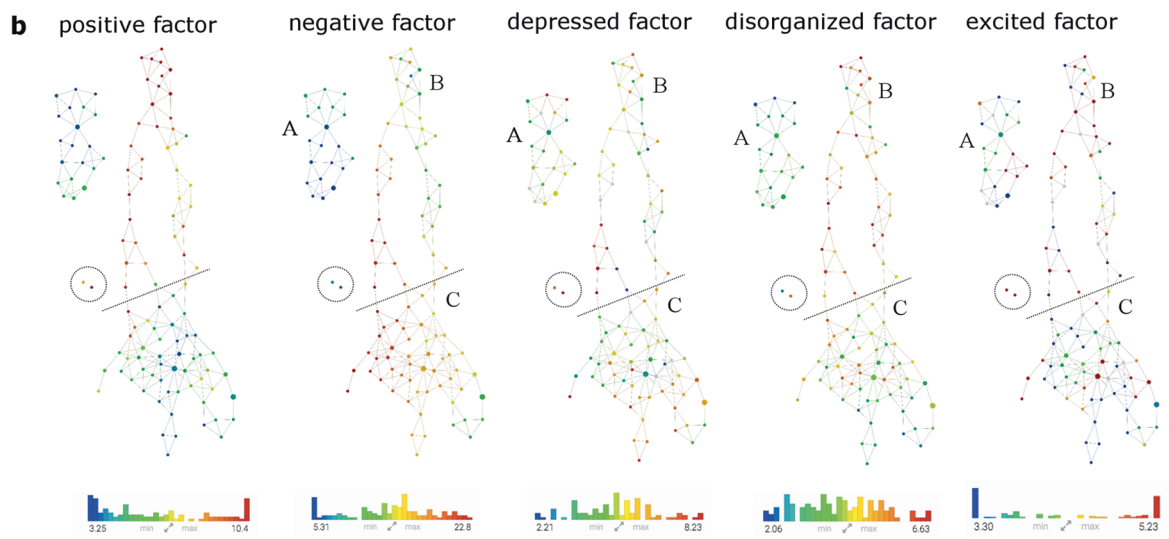 b positive factor negative factor depressed factor disorganized factor excited factor
B B B B
A A A A
C C C C
3.25 min max 10.4 5.31 min max 22.8 2.21 min max 8.23 2.06 min max 6.63 3.30 min max 5.23